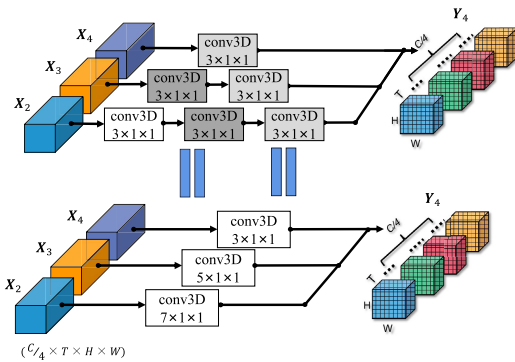 X₄
conv3D
3×1×1
X₃
conv3D
3×1×1
conv3D
3×1×1
X₂
conv3D
3×1×1
conv3D
3×1×1
conv3D
3×1×1
Y₄
C/4
T
H
W
X₄
conv3D
3×1×1
X₃
conv3D
5×1×1
X₂
conv3D
7×1×1
(C/4 × T × H × W)
Y₄
C/4
T
H
W